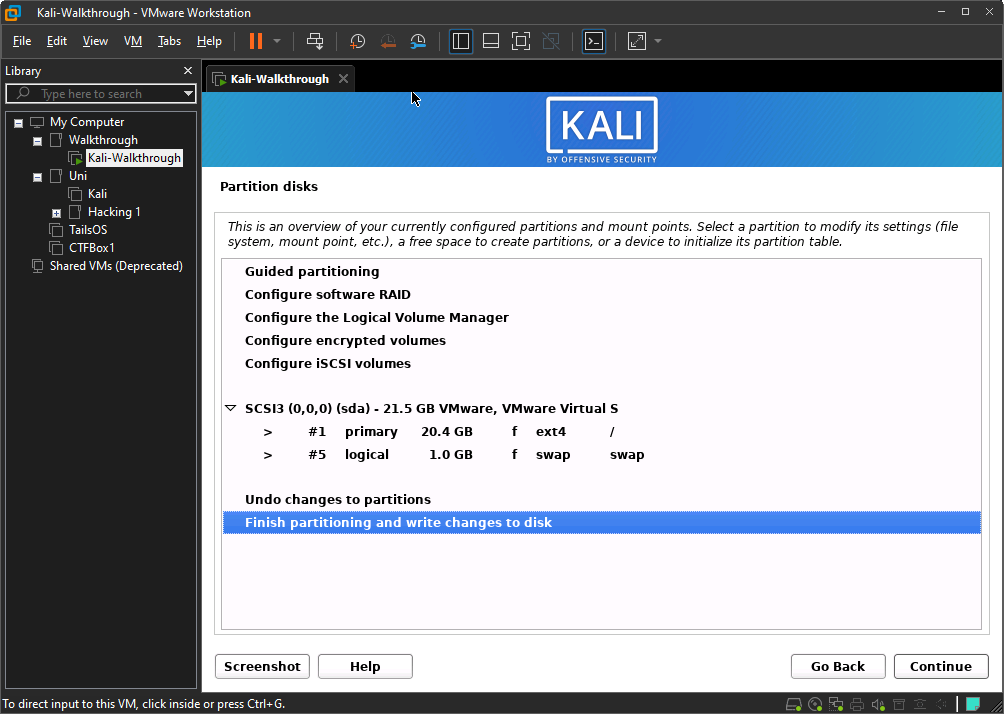 Kali-Walkthrough - VMware Workstation
File Edit View VM Tabs Help
Library
Type here to search
My Computer
Walkthrough
Kali-Walkthrough
Uni
Kali
Hacking 1
TailsOS
CTFBox1
Shared VMs (Deprecated)
Kali-Walkthrough
KALI
BY OFFENSIVE SECURITY
Partition disks
This is an overview of your currently configured partitions and mount points. Select a partition to modify its settings (file
system, mount point, etc.), a free space to create partitions, or a device to initialize its partition table.
Guided partitioning
Configure software RAID
Configure the Logical Volume Manager
Configure encrypted volumes
Configure iSCSI volumes
SCSI3 (0,0,0) (sda) - 21.5 GB VMware, VMware Virtual S
> #1 primary 20.4 GB f ext4 /
> #5 logical 1.0 GB f swap swap
Undo changes to partitions
Finish partitioning and write changes to disk
Screenshot Help Go Back Continue
To direct input to this VM, click inside or press Ctrl+G.